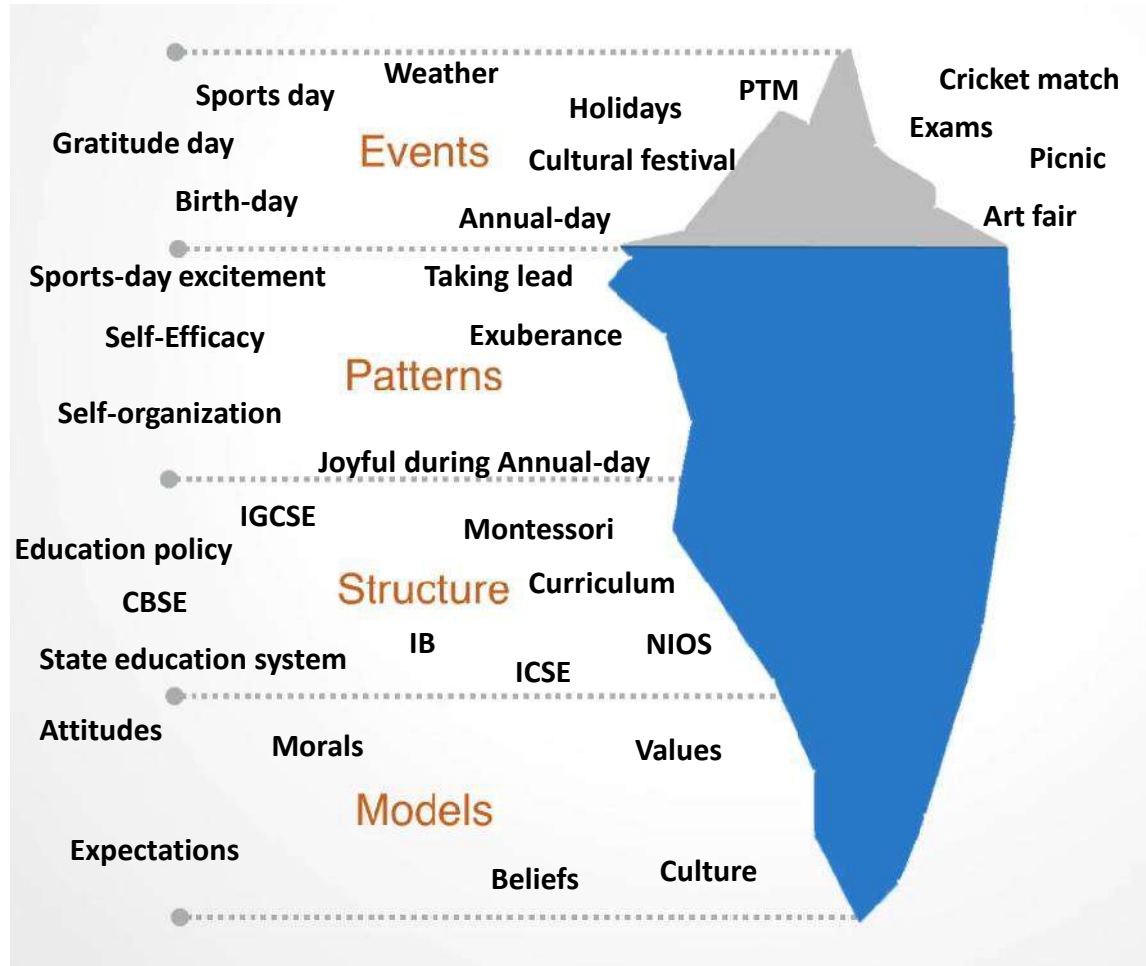 Weather
Cricket match
Sports day
PTM
Holidays
Exams
Gratitude day
Events
Cultural festival
Picnic
Birth-day
Annual-day
Art fair
Sports-day excitement
Taking lead
Self-Efficacy
Exuberance
Patterns
Self-organization
Joyful during Annual-day
IGCSE
Montessori
Education policy
Structure
Curriculum
CBSE
IB
NIOS
State education system
ICSE
Attitudes
Morals
Values
Models
Expectations
Beliefs
Culture